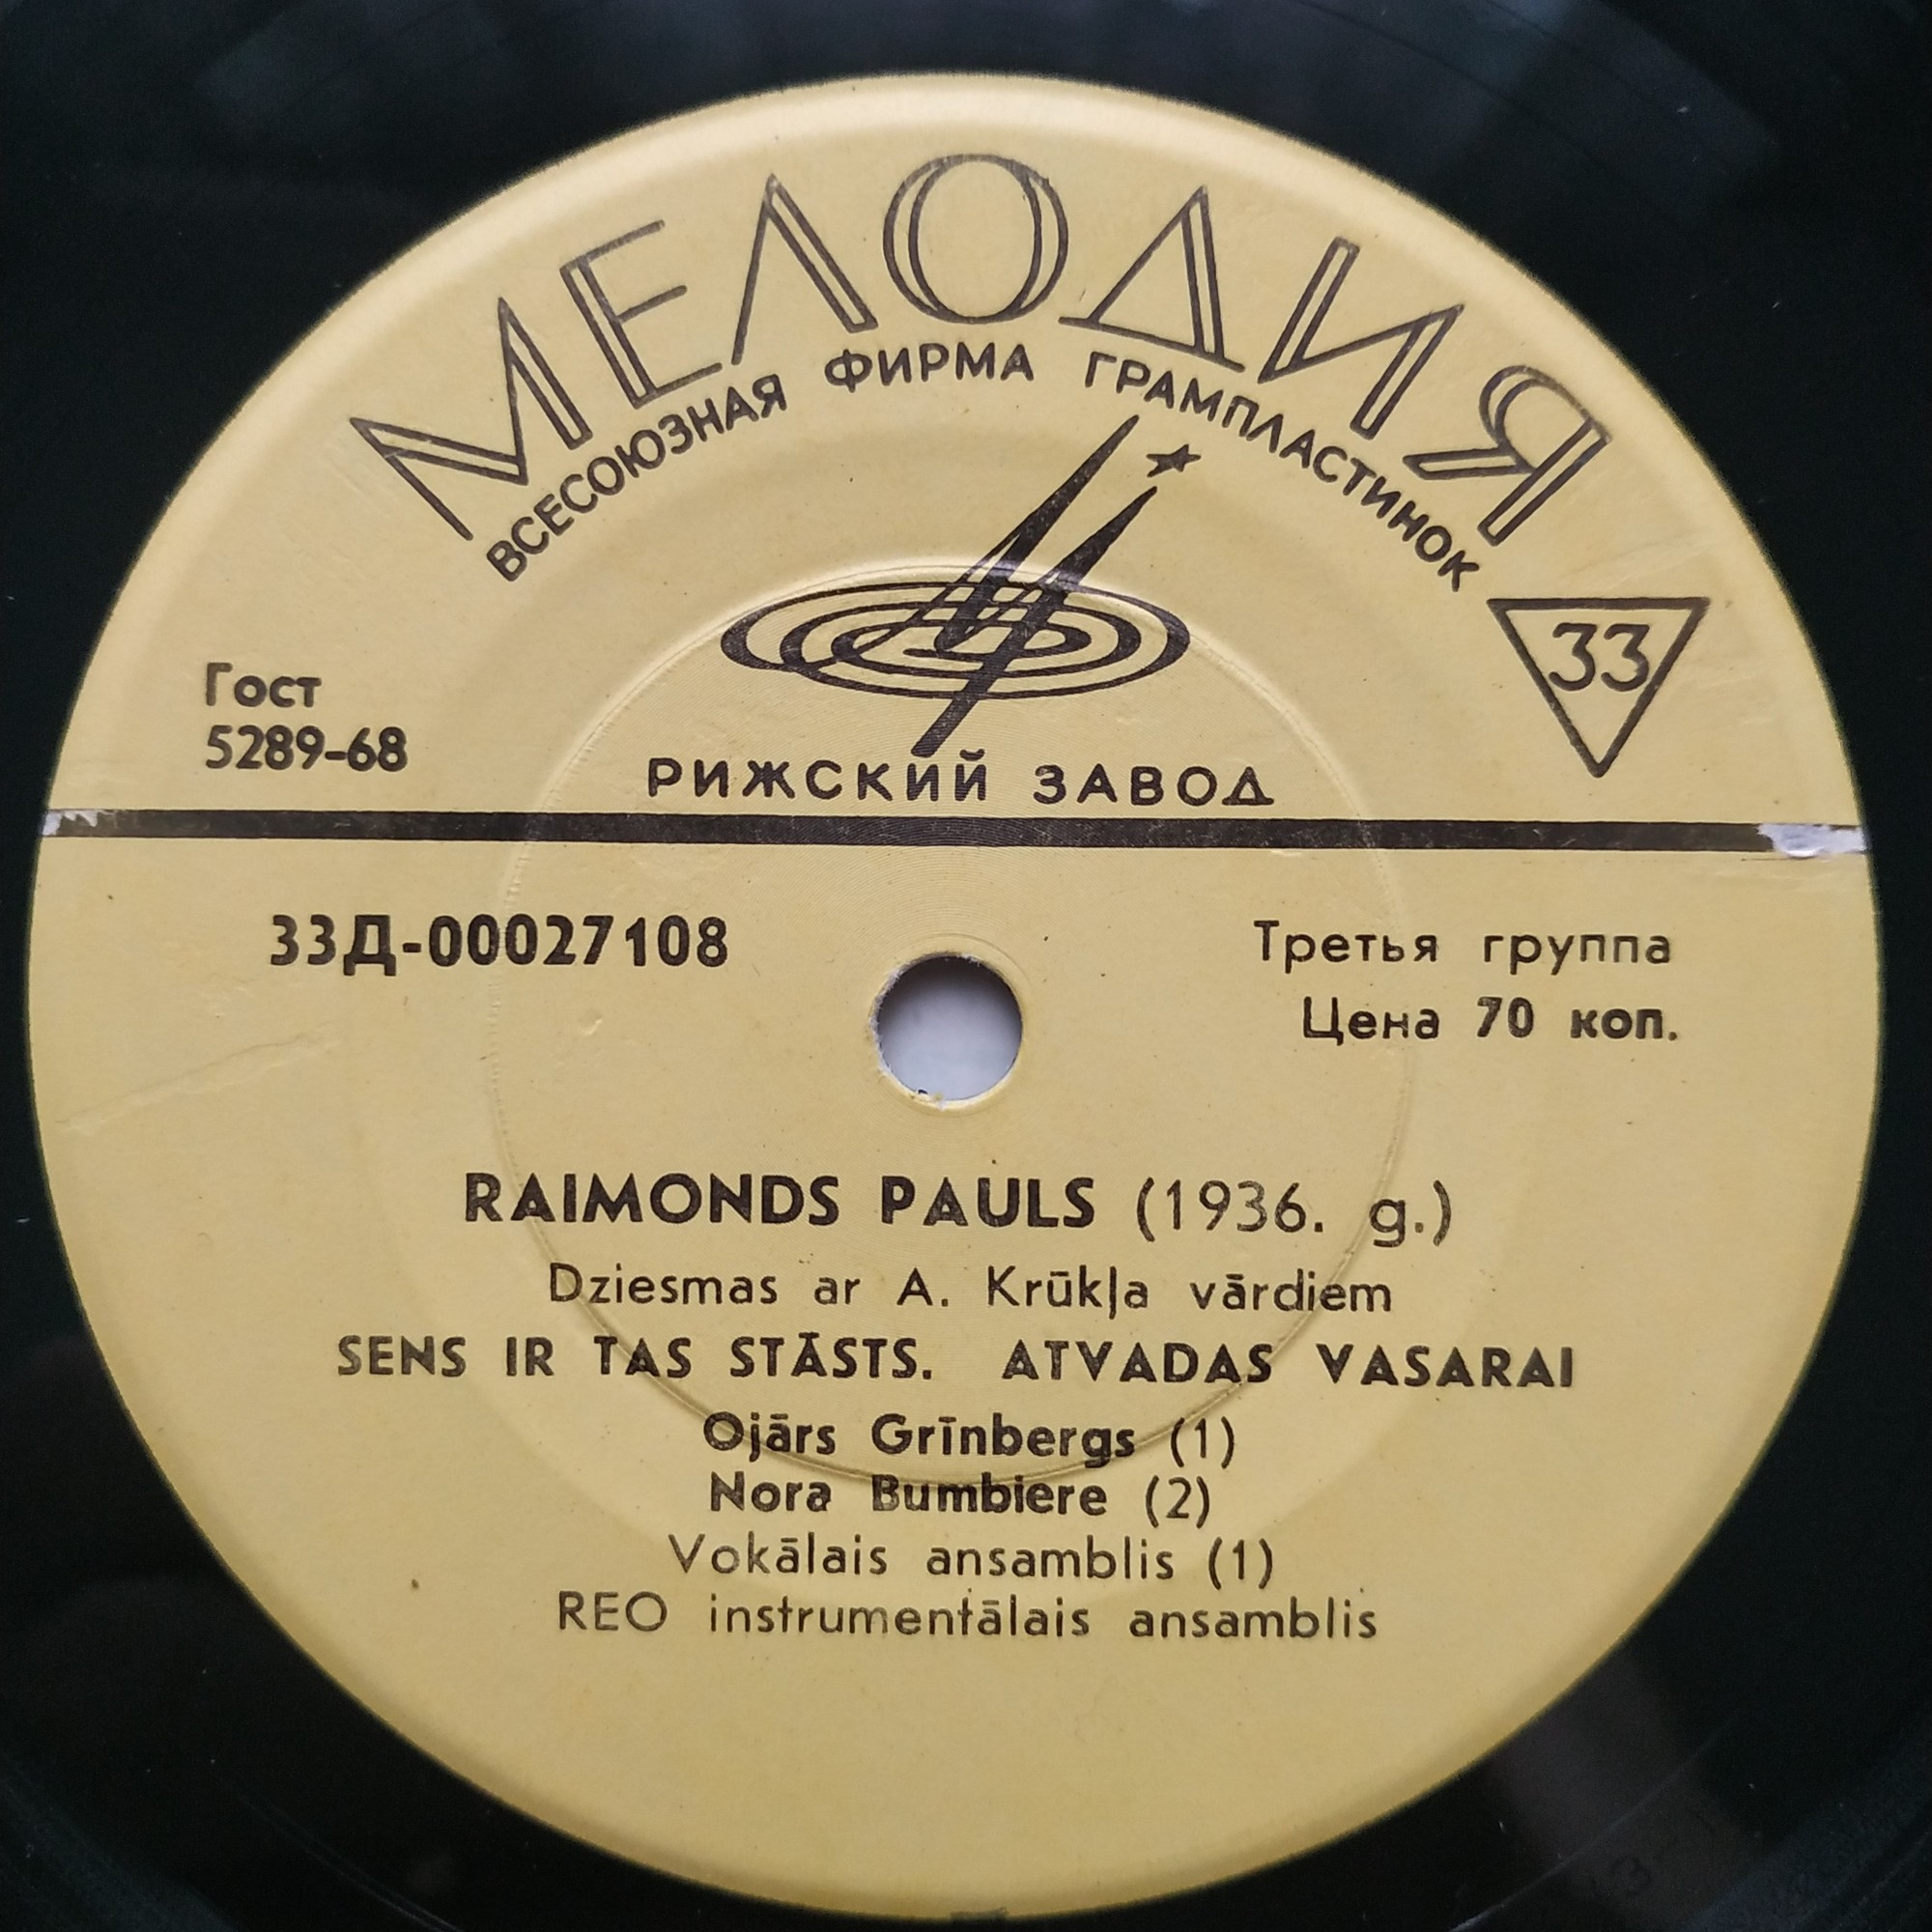 МЕЛОДИЯ
ВСЕСОЮЗНАЯ ФИРМА ГРАМПЛАСТИНОК
33
Гост
5289-68
РИЖСКИЙ ЗАВОД
33Д-00027108
Третья группа
Цена 70 коп.
RAIMONDS PAULS (1936. g.)
Dziesmas ar A. Krūkļa vārdiem
SENS IR TAS STĀSTS. ATVADAS VASARAI
Ojārs Grīnbergs (1)
Nora Bumbiere (2)
Vokālais ansamblis (1)
REO instrumentālais ansamblis